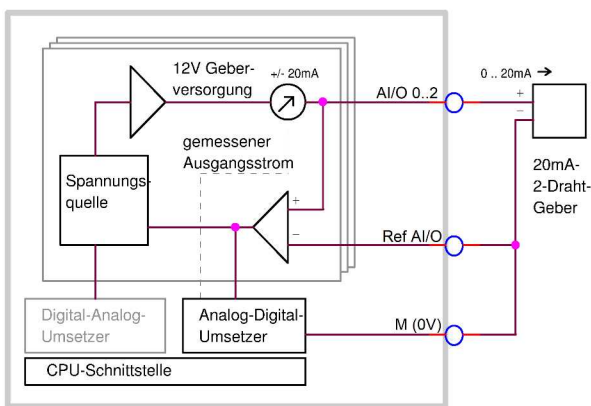 12V Geber-
versorgung
+/- 20mA
AI/O 0..2
0 .. 20mA →
+
−
gemessener
Ausgangsstrom
20mA-
2-Draht-
Geber
Spannungs-
quelle
+
−
Ref AI/O
Digital-Analog-
Umsetzer
Analog-Digital-
Umsetzer
M (0V)
CPU-Schnittstelle